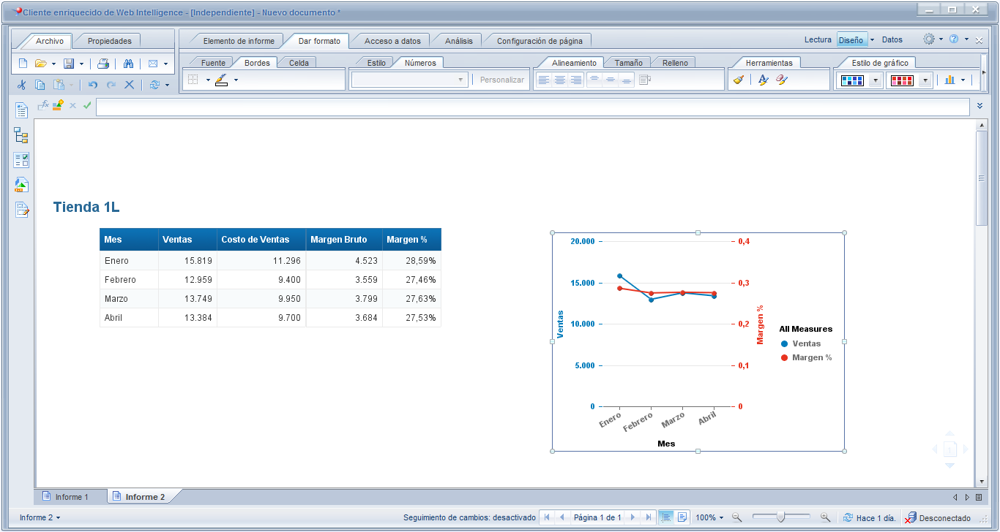 Cliente enriquecido de Web Intelligence - [Independiente] - Nuevo documento *
Archivo Propiedades Elemento de informe Dar formato Acceso a datos Análisis Configuración de página Lectura Diseño Datos
Fuente Bordes Celda Estilo Números Alineamiento Tamaño Relleno Herramientas Estilo de gráfico
Personalizar
Tienda 1L
Mes Ventas Costo de Ventas Margen Bruto Margen %
Enero 15.819 11.296 4.523 28,59%
Febrero 12.959 9.400 3.559 27,46%
Marzo 13.749 9.950 3.799 27,63%
Abril 13.384 9.700 3.684 27,53%
20.000 0,4
15.000 0,3
10.000 0,2
5.000 0,1
0 0
Ventas
Margen %
All Measures
Ventas
Margen %
Enero Febrero Marzo Abril
Mes
Informe 1 Informe 2
Informe 2 Seguimiento de cambios: desactivado Página 1 de 1 100% Hace 1 día. Desconectado